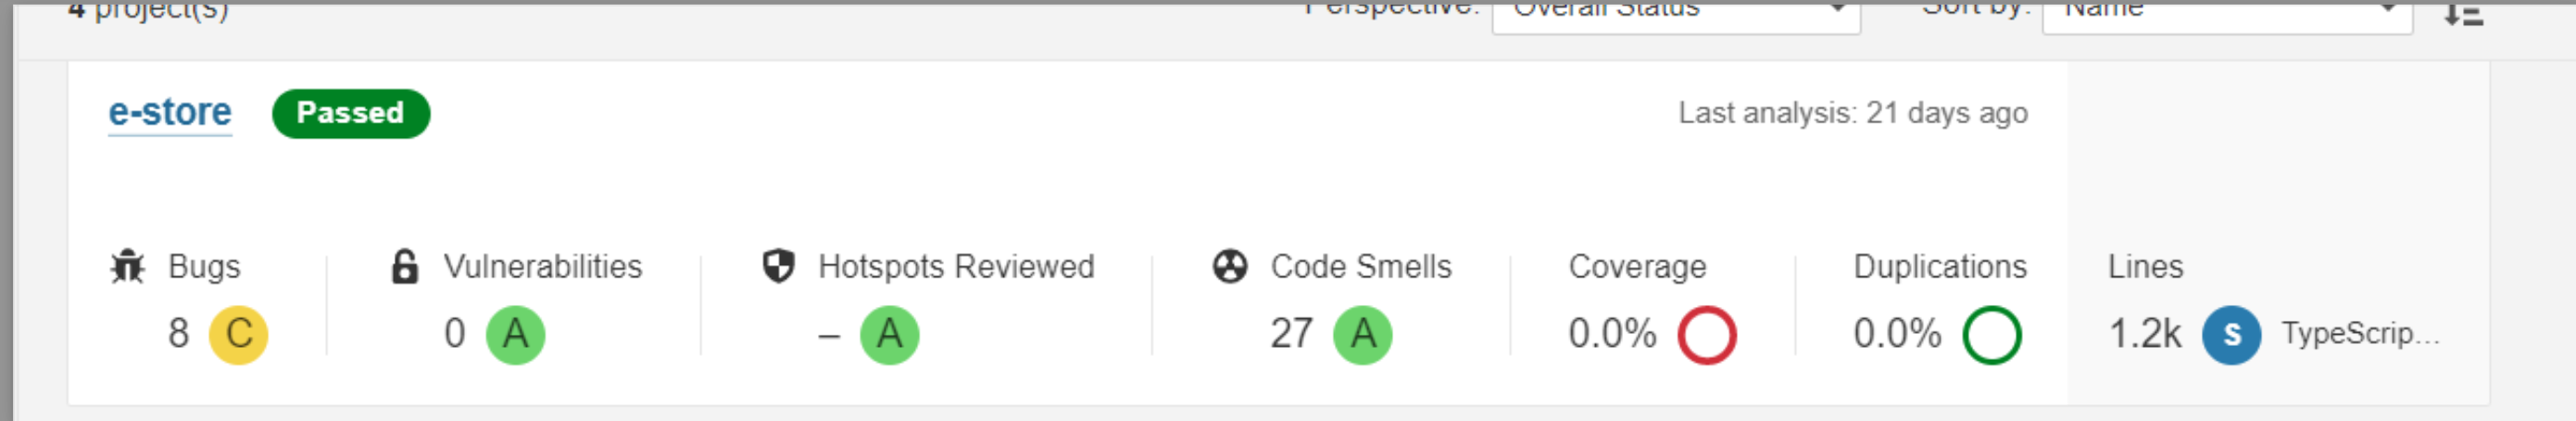 4 project(s) Perspective: Overall Status Sort by: Name
e-store Passed Last analysis: 21 days ago
Bugs Vulnerabilities Hotspots Reviewed Code Smells Coverage Duplications Lines
8 C 0 A – A 27 A 0.0% 0.0% 1.2k S TypeScrip...